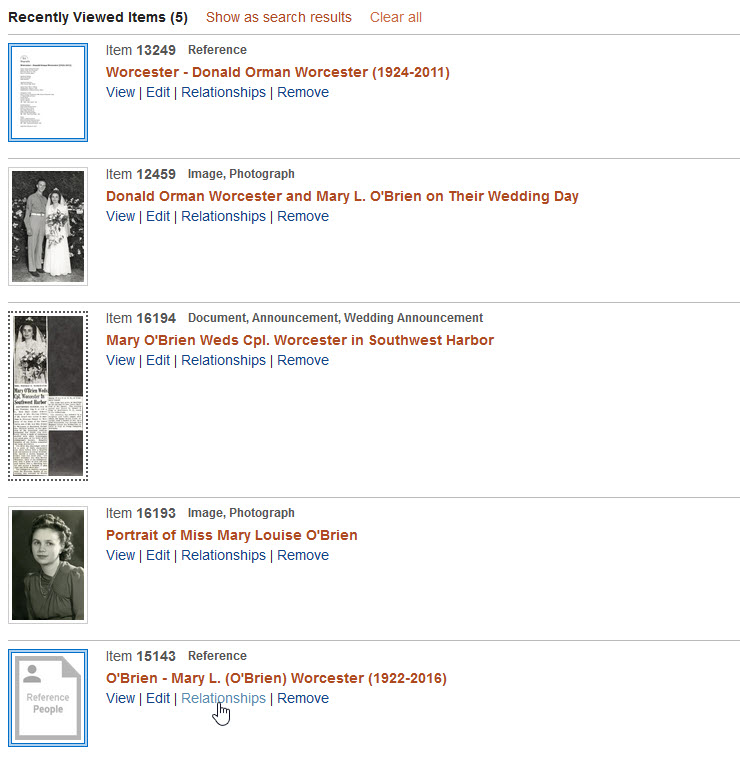 Recently Viewed Items (5) Show as search results Clear all
Item 13249 Reference
Worcester - Donald Orman Worcester (1924-2011)
View | Edit | Relationships | Remove
Item 12459 Image, Photograph
Donald Orman Worcester and Mary L. O'Brien on Their Wedding Day
View | Edit | Relationships | Remove
Item 16194 Document, Announcement, Wedding Announcement
Mary O'Brien Weds Cpl. Worcester in Southwest Harbor
View | Edit | Relationships | Remove
Mary O'Brien Weds
Cpl. Worcester In
Southwest Harbor
Item 16193 Image, Photograph
Portrait of Miss Mary Louise O'Brien
View | Edit | Relationships | Remove
Item 15143 Reference
O'Brien - Mary L. (O'Brien) Worcester (1922-2016)
View | Edit | Relationships | Remove
Reference
People